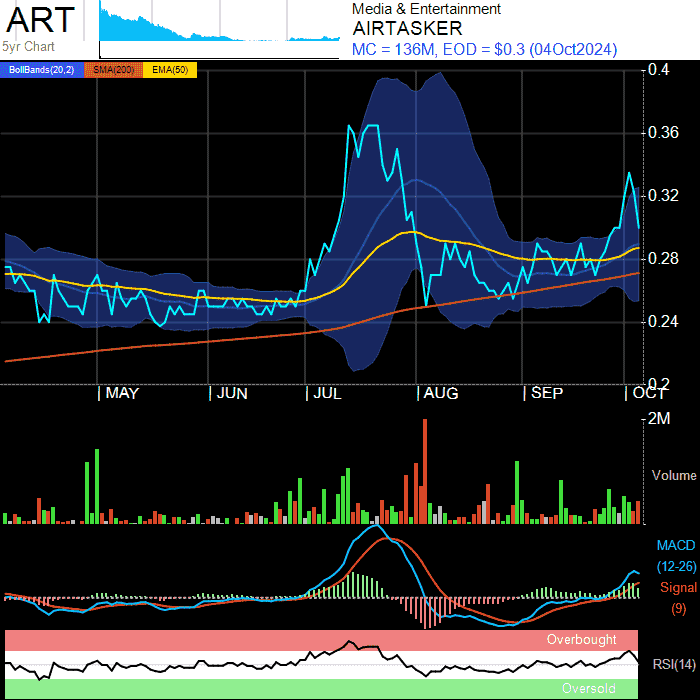 ART
5yr Chart
Media & Entertainment
AIRTASKER
MC = 136M, EOD = $0.3 (04Oct2024)
BollBands(20,2) SMA(200) EMA(50)
0.4
0.36
0.32
0.28
0.24
0.2
MAY JUN JUL AUG SEP OCT
2M
Volume
MACD
(12-26)
Signal
(9)
Overbought
RSI(14)
Oversold